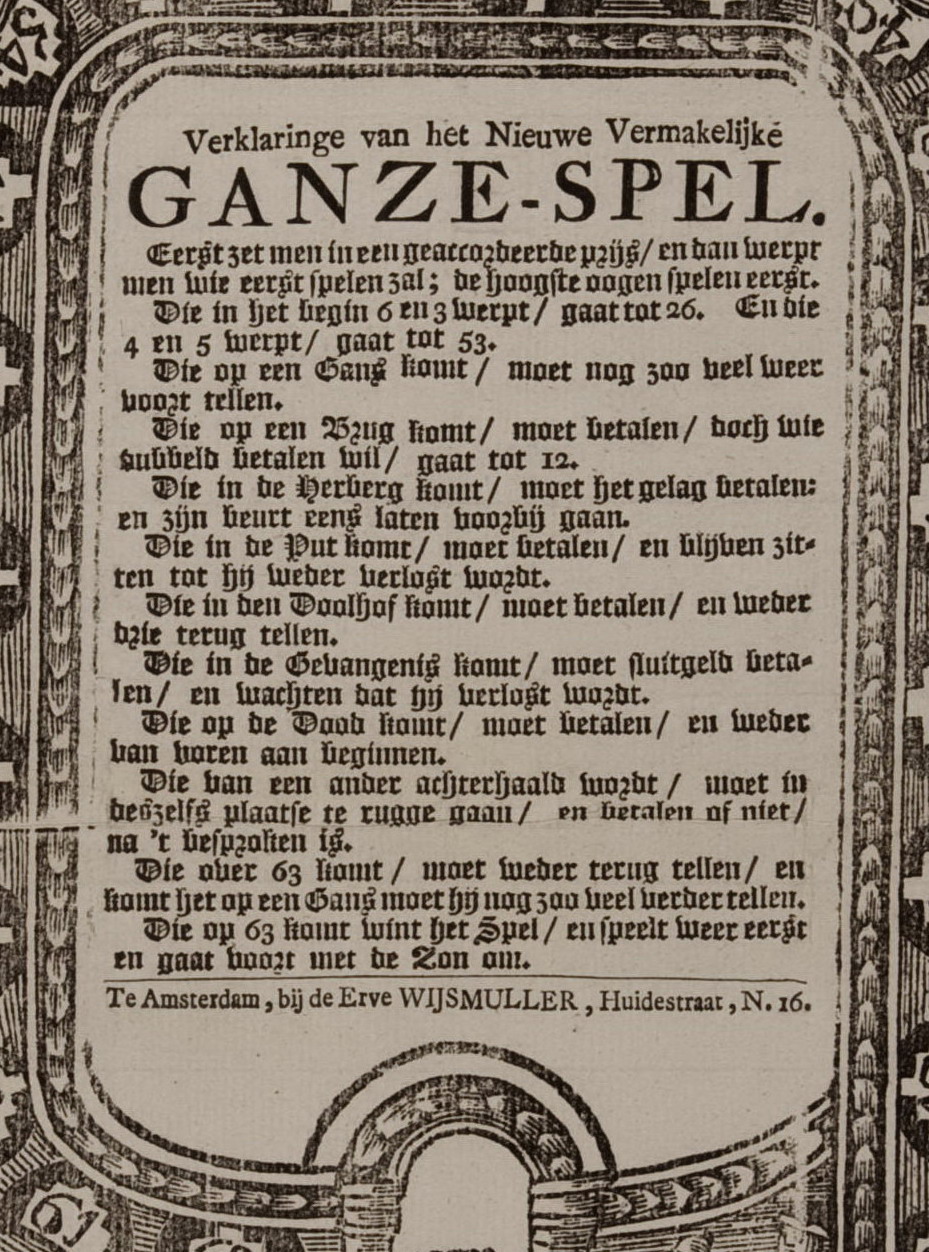 Verklaringe van het Nieuwe Vermakelijke
GANZE-SPEL.
Eerst zet men in een geaccordeerde prijs/ en dan werpt
men wie eerst spelen zal; de hoogste oogen spelen eerst.
Die in het begin 6 en 3 werpt/ gaat tot 26. En die
4 en 5 werpt/ gaat tot 53.
Die op een Gans komt/ moet nog zoo veel weer
voort tellen.
Die op een Brug komt/ moet betalen/ doch wie
dubbeld betalen wil/ gaat tot 12.
Die in de Herberg komt/ moet het gelag betalen:
en zijn beurt eens laten voorbij gaan.
Die in de Put komt/ moet betalen/ en blijven zit-
ten tot hij weder verlost wordt.
Die in den Doolhof komt/ moet betalen/ en weder
drie terug tellen.
Die in de Gevangenis komt/ moet sluitgeld beta-
len/ en wachten dat hij verlost wordt.
Die op de Dood komt/ moet betalen/ en weder
van voren aan beginnen.
Die van een ander achterhaald wordt/ moet in
deszelfs plaatse te rugge gaan/ en betalen of niet/
na 't besproken is.
Die over 63 komt/ moet weder terug tellen/ en
komt het op een Gans moet hij nog zoo veel verder tellen.
Die op 63 komt wint het Spel/ en speelt weer eerst
en gaat voort met de Zon om.
Te Amsterdam, bij de Erve WIJSMULLER, Huidestraat, N. 16.